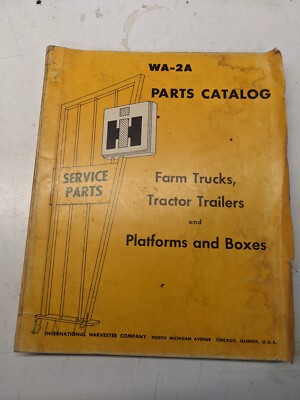 WA-2A
PARTS CATALOG
IH
SERVICE
PARTS
Farm Trucks,
Tractor Trailers
and
Platforms and Boxes
INTERNATIONAL HARVESTER COMPANY NORTH MICHIGAN AVENUE CHICAGO, ILLINOIS, U.S.A.